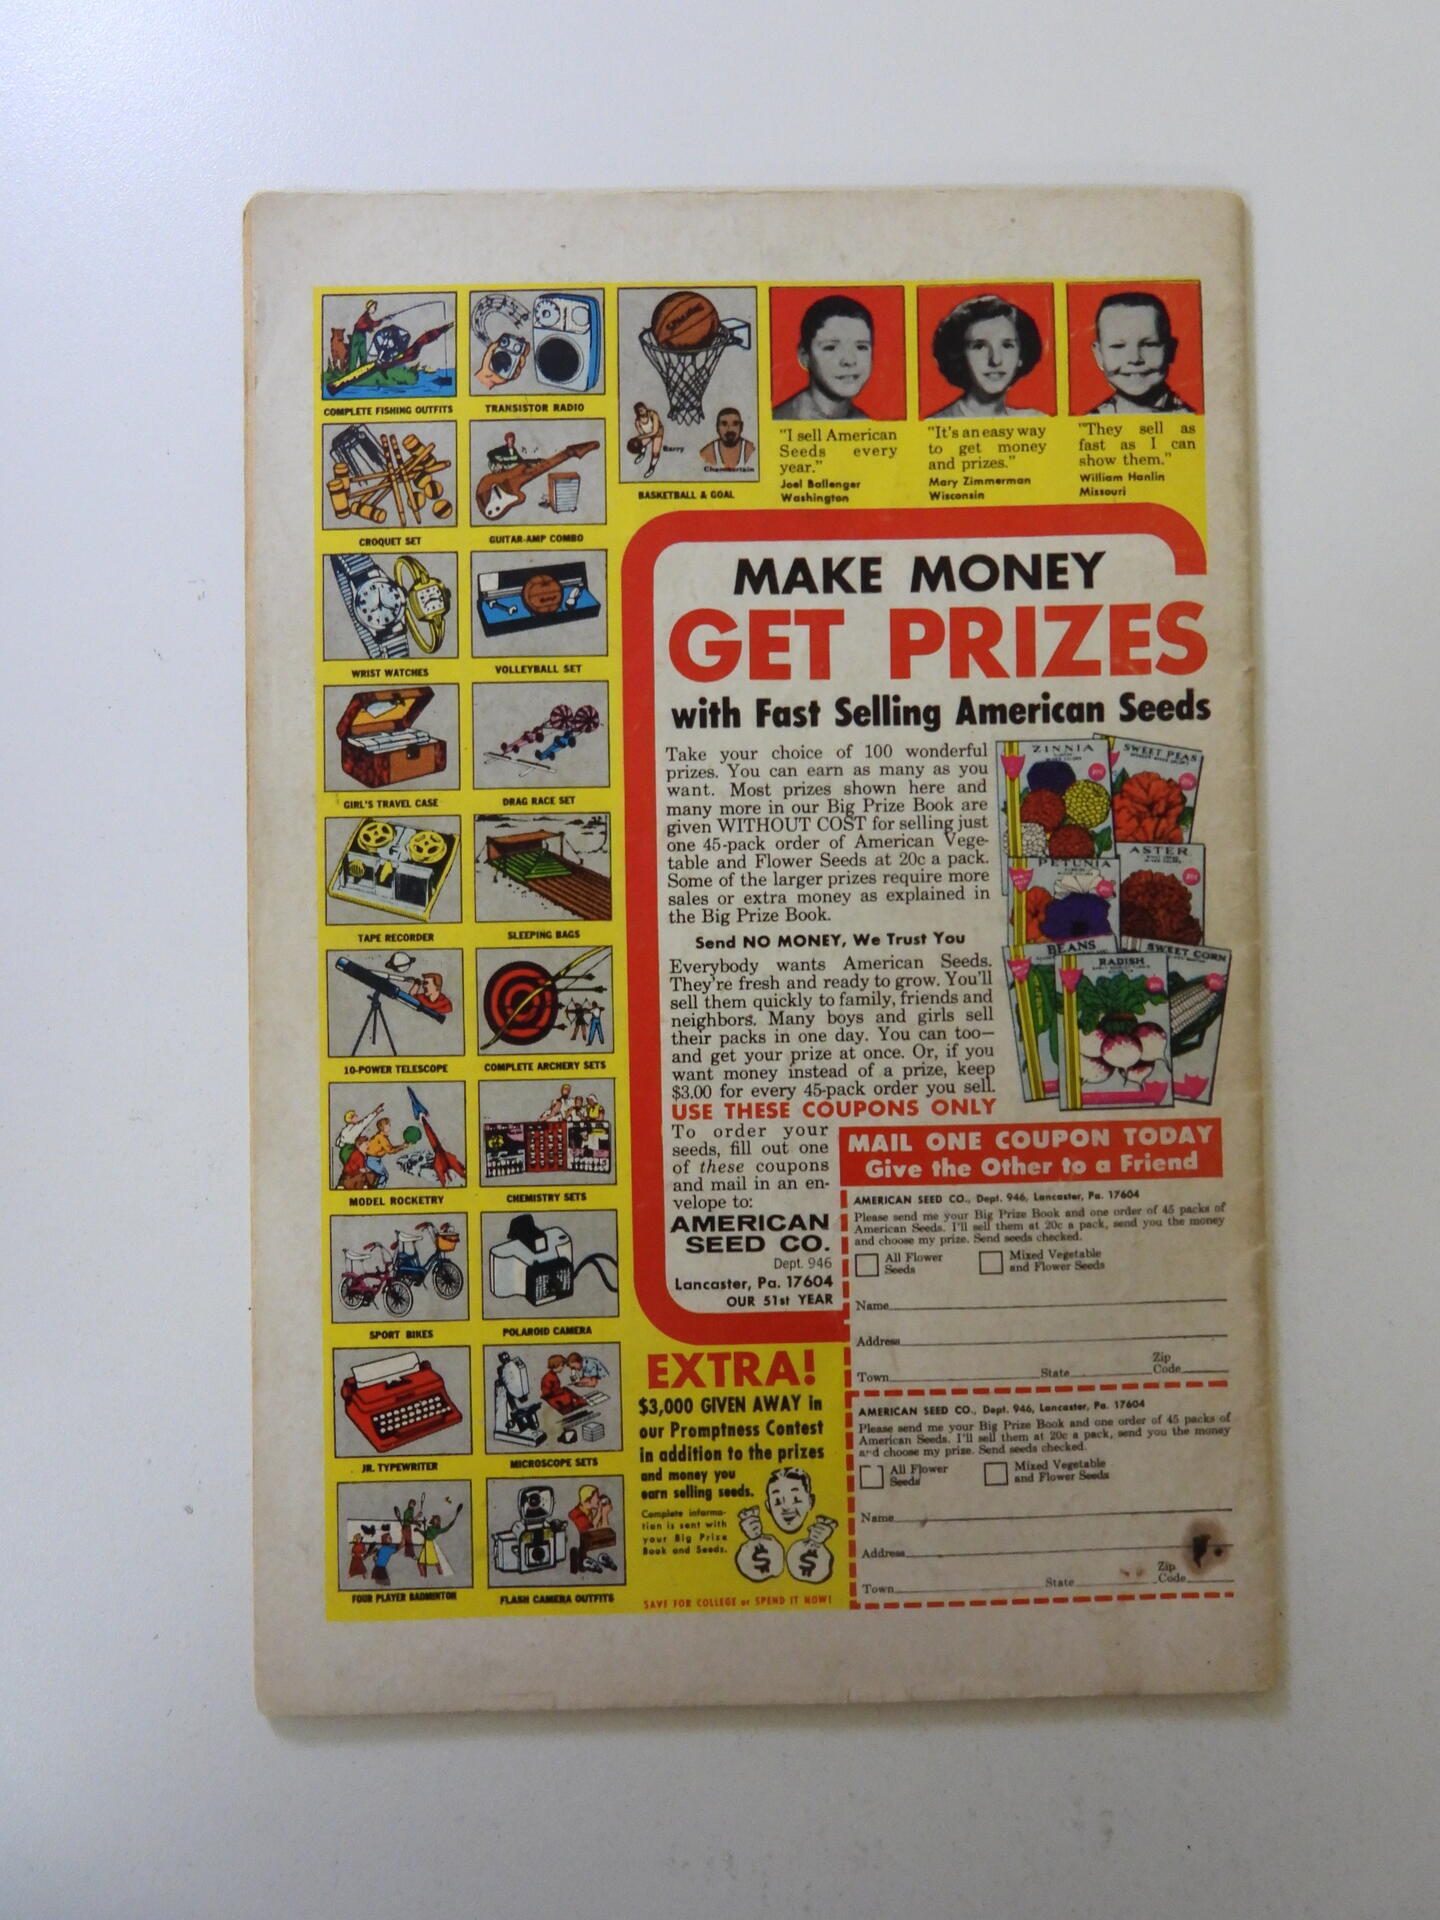 COMPLETE FISHING OUTFITS
TRANSISTOR RADIO
CROQUET SET
GUITAR-AMP COMBO
WRIST WATCHES
VOLLEYBALL SET
GIRL'S TRAVEL CASE
DRAG RACE SET
TAPE RECORDER
SLEEPING BAGS
10-POWER TELESCOPE
COMPLETE ARCHERY SETS
MODEL ROCKETRY
CHEMISTRY SETS
SPORT BIKES
POLAROID CAMERA
JR. TYPEWRITER
MICROSCOPE SETS
FOUR PLAYER BADMINTON
FLASH CAMERA OUTFITS
SPALDING
Barry
Chamberlain
BASKETBALL & GOAL
"I sell American
Seeds every
year."
Joel Ballenger
Washington
"It's an easy way
to get money
and prizes."
Mary Zimmerman
Wisconsin
"They sell as
fast as I can
show them."
William Hanlin
Missouri
MAKE MONEY
GET PRIZES
with Fast Selling American Seeds
Take your choice of 100 wonderful
prizes. You can earn as many as you
want. Most prizes shown here and
many more in our Big Prize Book are
given WITHOUT COST for selling just
one 45-pack order of American Vege-
table and Flower Seeds at 20c a pack.
Some of the larger prizes require more
sales or extra money as explained in
the Big Prize Book.
Send NO MONEY, We Trust You
Everybody wants American Seeds.
They're fresh and ready to grow. You'll
sell them quickly to family, friends and
neighbors. Many boys and girls sell
their packs in one day. You can too—
and get your prize at once. Or, if you
want money instead of a prize, keep
$3.00 for every 45-pack order you sell.
USE THESE COUPONS ONLY
To order your
seeds, fill out one
of these coupons
and mail in an en-
velope to:
AMERICAN
SEED CO.
Dept. 946
Lancaster, Pa. 17604
OUR 51st YEAR
ZINNIA
SWEET PEAS
PETUNIA
ASTER
BEANS
RADISH
SWEET CORN
MAIL ONE COUPON TODAY
Give the Other to a Friend
AMERICAN SEED CO., Dept. 946, Lancaster, Pa. 17604
Please send me your Big Prize Book and one order of 45 packs of
American Seeds. I'll sell them at 20c a pack, send you the money
and choose my prize. Send seeds checked.
All Flower
Seeds
Mixed Vegetable
and Flower Seeds
Name
Address
Town State Zip Code
AMERICAN SEED CO., Dept. 946, Lancaster, Pa. 17604
Please send me your Big Prize Book and one order of 45 packs of
American Seeds. I'll sell them at 20c a pack, send you the money
and choose my prize. Send seeds checked.
All Flower
Seeds
Mixed Vegetable
and Flower Seeds
Name
Address
Town State Zip Code
EXTRA!
$3,000 GIVEN AWAY in
our Promptness Contest
in addition to the prizes
and money you
earn selling seeds.
Complete informa-
tion is sent with
your Big Prize
Book and Seeds.
$ $
SAVE FOR COLLEGE or SPEND IT NOW!